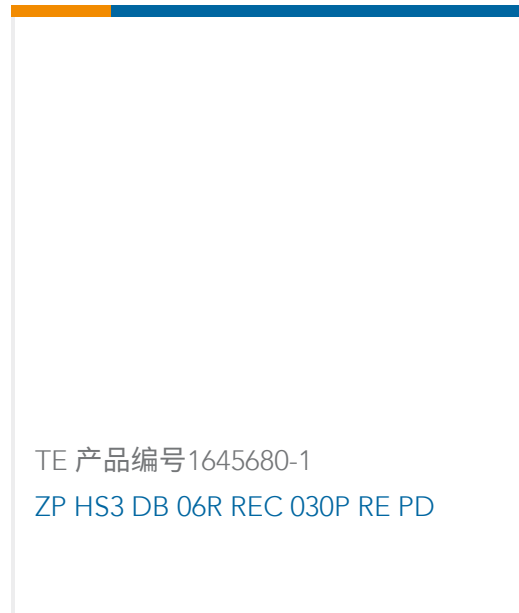 TE 产品编号1645680-1
ZP HS3 DB 06R REC 030P RE PD